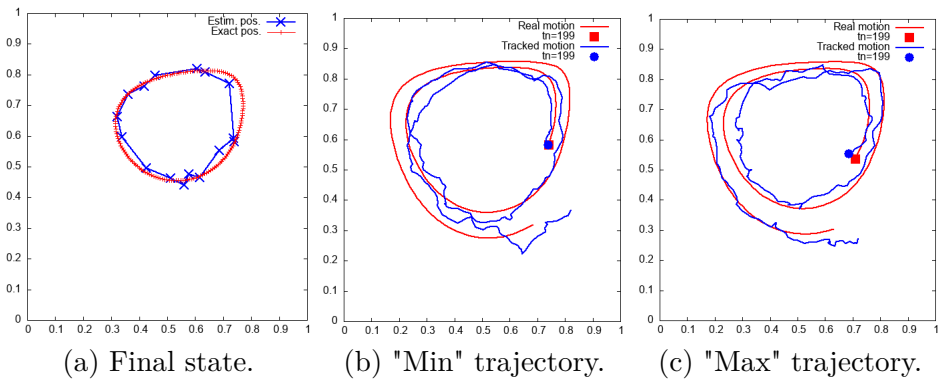 Estim. pos.
Exact pos.
1
0.9
0.8
0.7
0.6
0.5
0.4
0.3
0.2
0.1
0
0 0.1 0.2 0.3 0.4 0.5 0.6 0.7 0.8 0.9 1
(a) Final state.
Real motion
tn=199
Tracked motion
tn=199
1
0.9
0.8
0.7
0.6
0.5
0.4
0.3
0.2
0.1
0
0 0.1 0.2 0.3 0.4 0.5 0.6 0.7 0.8 0.9 1
(b) "Min" trajectory.
Real motion
tn=199
Tracked motion
tn=199
1
0.9
0.8
0.7
0.6
0.5
0.4
0.3
0.2
0.1
0
0 0.1 0.2 0.3 0.4 0.5 0.6 0.7 0.8 0.9 1
(c) "Max" trajectory.